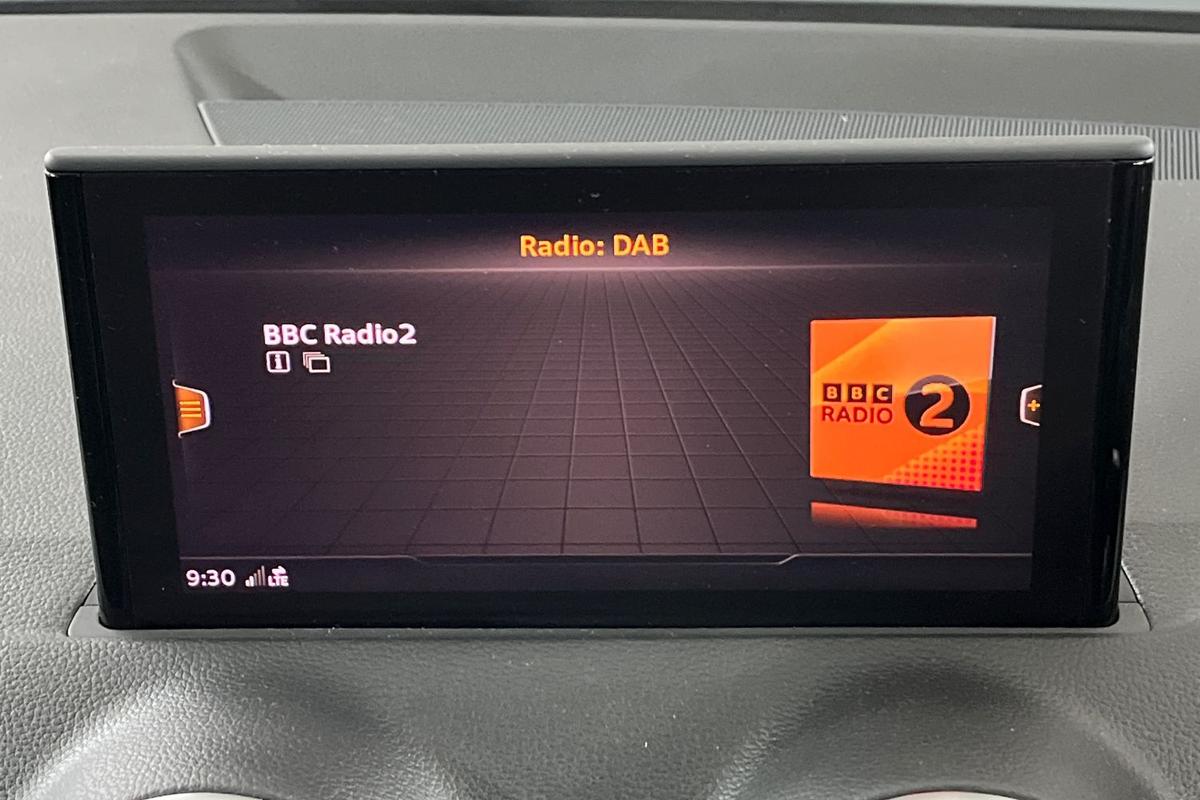 Radio: DAB
BBC Radio2
BBC
RADIO 2
9:30 LTE